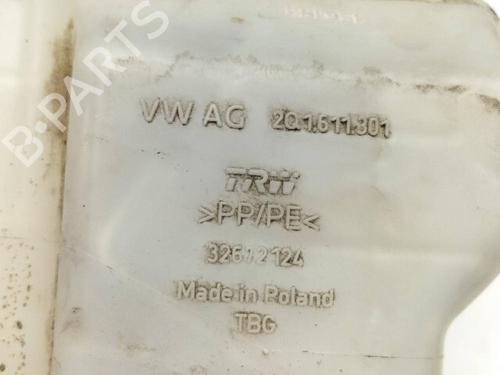 B-PARTS
VW AG 2Q1.611.301
TRW
>PP/PE<
32612124
Made in Poland
TBG